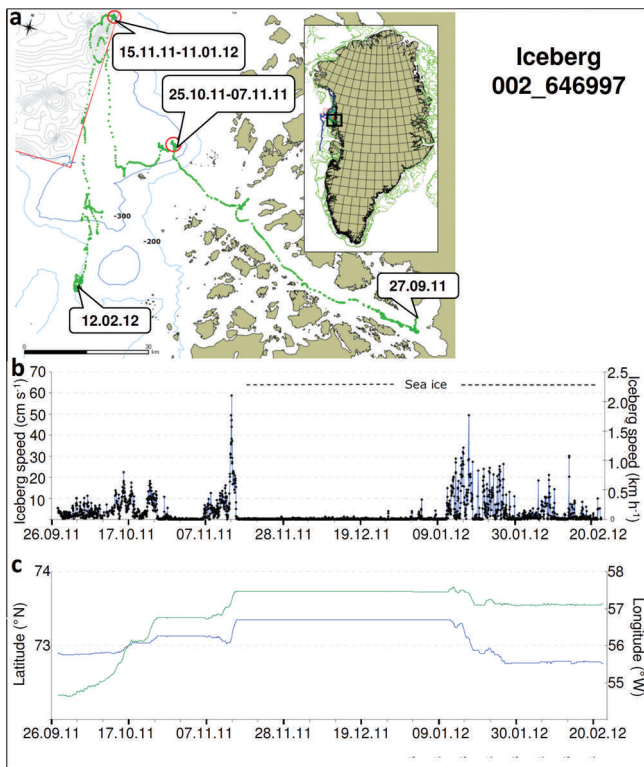 a
15.11.11-11.01.12
25.10.11-07.11.11
Iceberg
002_646997
-300
-200
27.09.11
12.02.12
0
30
km
b
70
60
50
40
30
20
10
Iceberg speed (cm s⁻¹)
Sea ice
2.5
2.0
1.5
1.0
0.5
0
Iceberg speed (km h⁻¹)
26.09.11 17.10.11 07.11.11 28.11.11 19.12.11 09.01.12 30.01.12 20.02.12
c
74
73
Latitude (°N)
58
57
56
55
Longitude (°W)
26.09.11 17.10.11 07.11.11 28.11.11 19.12.11 09.01.12 30.01.12 20.02.12